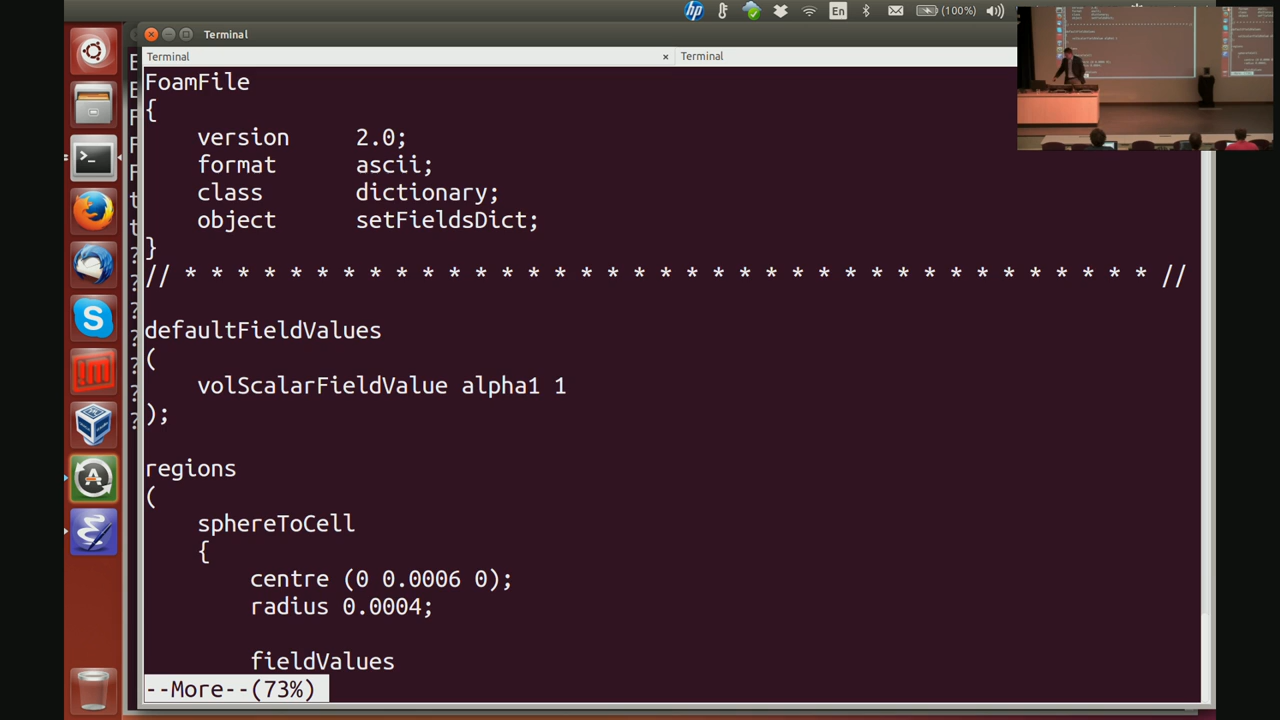 En
(100%)
Terminal
Terminal
×
Terminal
FoamFile
{
version 2.0;
format ascii;
class dictionary;
object setFieldsDict;
}
// * * * * * * * * * * * * * * * * * * * * * * * * * * * * * * * * * * * * * //
defaultFieldValues
(
volScalarFieldValue alpha1 1
);
regions
(
sphereToCell
{
centre (0 0.0006 0);
radius 0.0004;
fieldValues
--More--(73%)